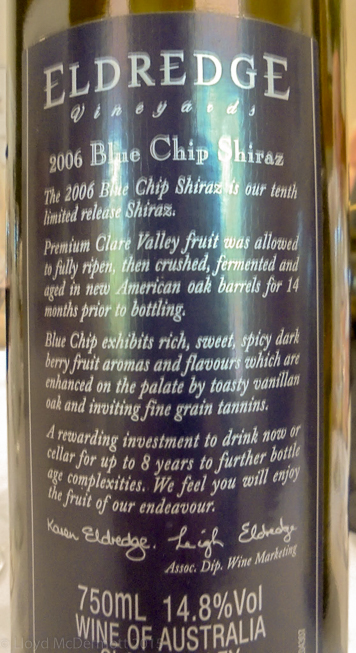 ELDREDGE
Vineyards
2006 Blue Chip Shiraz
The 2006 Blue Chip Shiraz is our tenth
limited release Shiraz.
Premium Clare Valley fruit was allowed
to fully ripen, then crushed, fermented and
aged in new American oak barrels for 14
months prior to bottling.
Blue Chip exhibits rich, sweet, spicy dark
berry fruit aromas and flavours which are
enhanced on the palate by toasty vanillan
oak and inviting fine grain tannins.
A rewarding investment to drink now or
cellar for up to 8 years to further bottle
age complexities. We feel you will enjoy
the fruit of our endeavour.
Karen Eldredge. Leigh Eldredge
Assoc. Dip. Wine Marketing
750mL 14.8%Vol
WINE OF AUSTRALIA